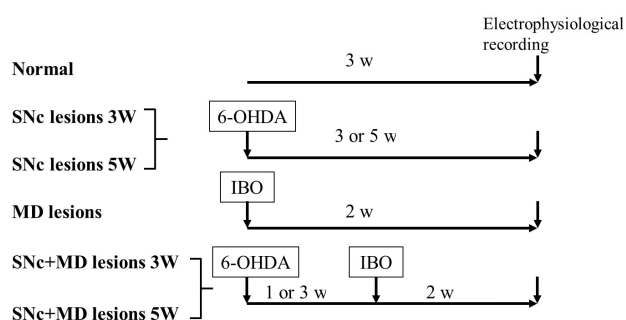 Electrophysiological
recording
Normal
3 w
SNc lesions 3W
6-OHDA
3 or 5 w
SNc lesions 5W
IBO
MD lesions
2 w
SNc+MD lesions 3W
6-OHDA
IBO
1 or 3 w
2 w
SNc+MD lesions 5W